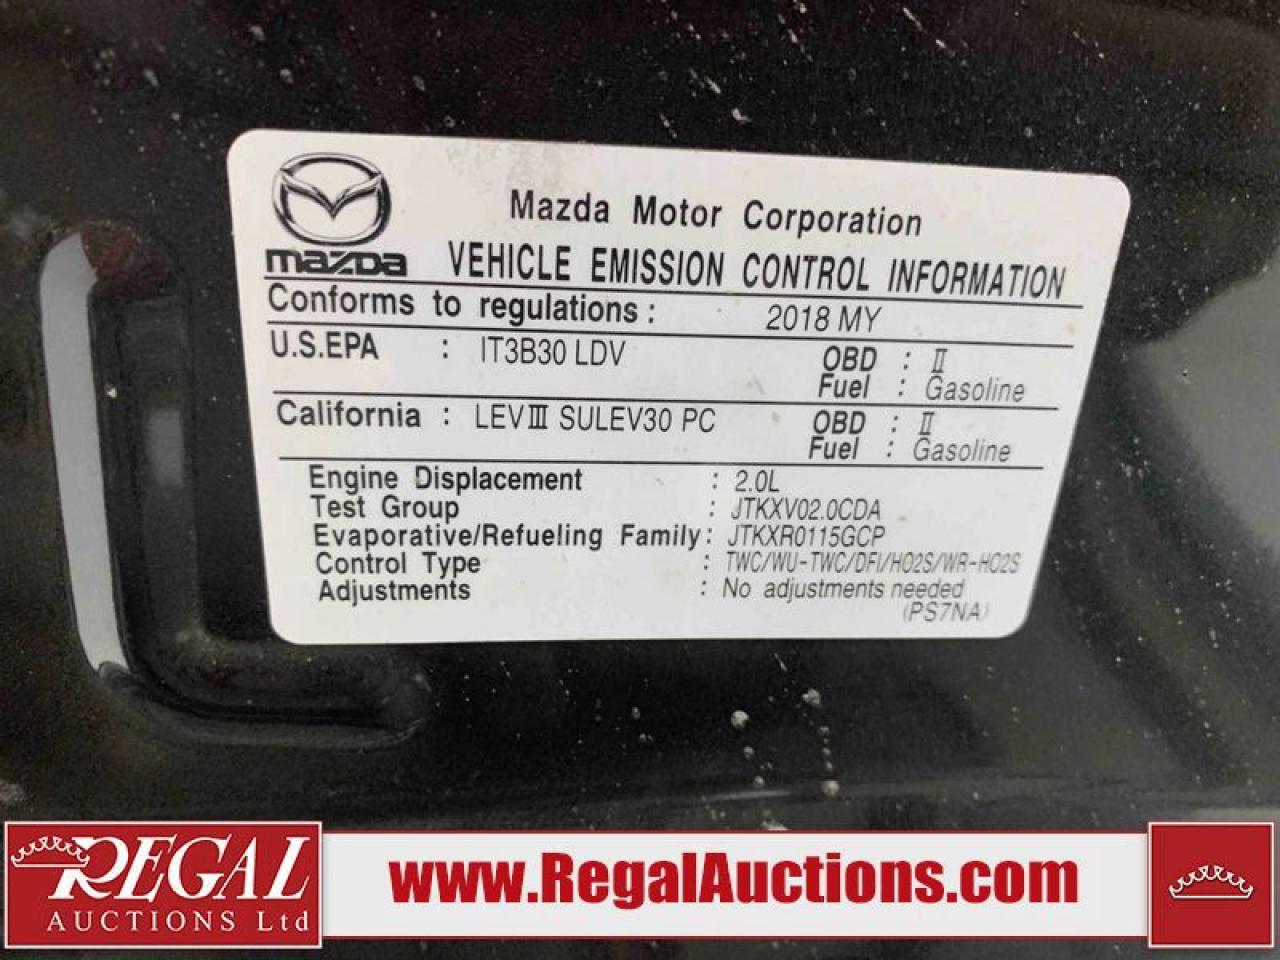 Mazda Motor Corporation
mazda VEHICLE EMISSION CONTROL INFORMATION
Conforms to regulations : 2018 MY
U.S.EPA : IT3B30 LDV OBD : II
Fuel : Gasoline
California : LEV III SULEV30 PC OBD : II
Fuel : Gasoline
Engine Displacement : 2.0L
Test Group : JTKXV02.0CDA
Evaporative/Refueling Family : JTKXR0115GCP
Control Type : TWC/WU-TWC/DFI/HO2S/WR-HO2S
Adjustments : No adjustments needed
(PS7NA)
REGAL
AUCTIONS Ltd
www.RegalAuctions.com